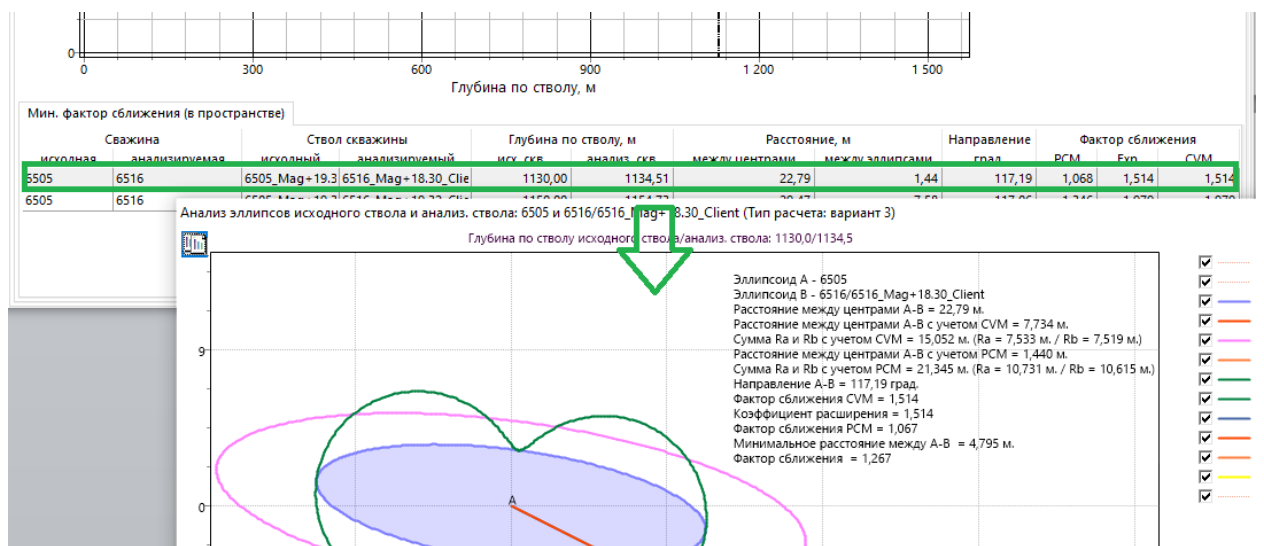 0
0 300 600 900 1 200 1 500
Глубина по стволу, м
Мин. фактор сближения (в пространстве)
Скважина Ствол скважины Глубина по стволу, м Расстояние, м Направление Фактор сближения
исходная анализируемая исходный анализируемый исх. скв. анализ. скв. между центрами между эллипсами град. PCM Exp. CVM
6505 6516 6505_Mag+19.3 6516_Mag+18.30_Clie 1130,00 1134,51 22,79 1,44 117,19 1,068 1,514 1,514
6505 6516
Анализ эллипсов исходного ствола и анализ. ствола: 6505 и 6516/6516_Mag+18.30_Client (Тип расчета: вариант 3)
Глубина по стволу исходного ствола/анализ. ствола: 1130,0/1134,5
Эллипсоид A - 6505
Эллипсоид B - 6516/6516_Mag+18.30_Client
Расстояние между центрами A-B = 22,79 м.
Расстояние между центрами A-B с учетом CVM = 7,734 м.
Сумма Ra и Rb с учетом CVM = 15,052 м. (Ra = 7,533 м. / Rb = 7,519 м.)
Расстояние между центрами A-B с учетом PCM = 1,440 м.
Сумма Ra и Rb с учетом PCM = 21,345 м. (Ra = 10,731 м. / Rb = 10,615 м.)
Направление A-B = 117,19 град.
Фактор сближения CVM = 1,514
Коэффициент расширения = 1,514
Фактор сближения PCM = 1,067
Минимальное расстояние между A-B = 4,795 м.
Фактор сближения = 1,267
9
0
A